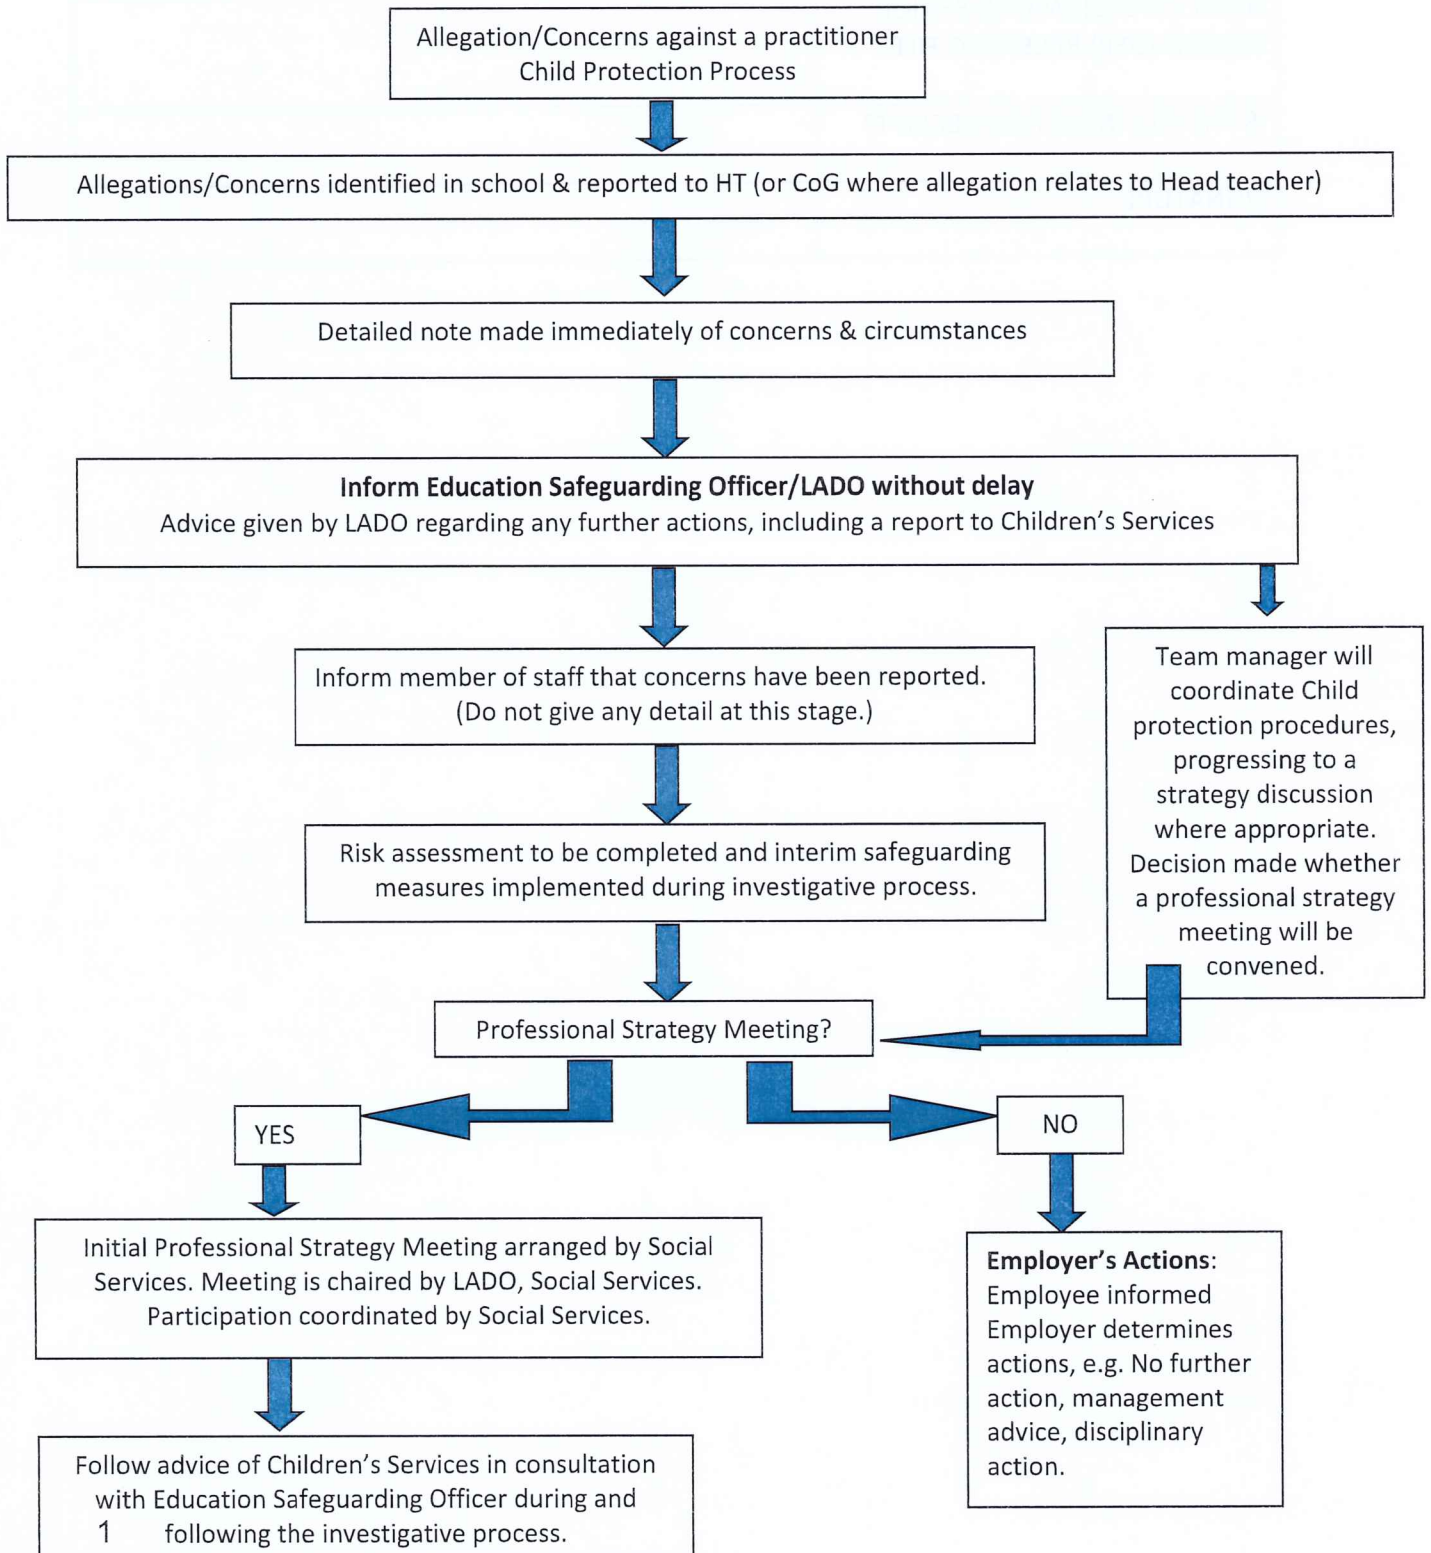 Allegation/Concerns against a practitioner
Child Protection Process
Allegations/Concerns identified in school & reported to HT (or CoG where allegation relates to Head teacher)
Detailed note made immediately of concerns & circumstances
Inform Education Safeguarding Officer/LADO without delay
Advice given by LADO regarding any further actions, including a report to Children's Services
Inform member of staff that concerns have been reported.
(Do not give any detail at this stage.)
Team manager will
coordinate Child
protection procedures,
progressing to a
strategy discussion
where appropriate.
Decision made whether
a professional strategy
meeting will be
convened.
Risk assessment to be completed and interim safeguarding
measures implemented during investigative process.
Professional Strategy Meeting?
YES
NO
Initial Professional Strategy Meeting arranged by Social
Services. Meeting is chaired by LADO, Social Services.
Participation coordinated by Social Services.
Employer's Actions:
Employee informed
Employer determines
actions, e.g. No further
action, management
advice, disciplinary
action.
Follow advice of Children's Services in consultation
with Education Safeguarding Officer during and
1 following the investigative process.